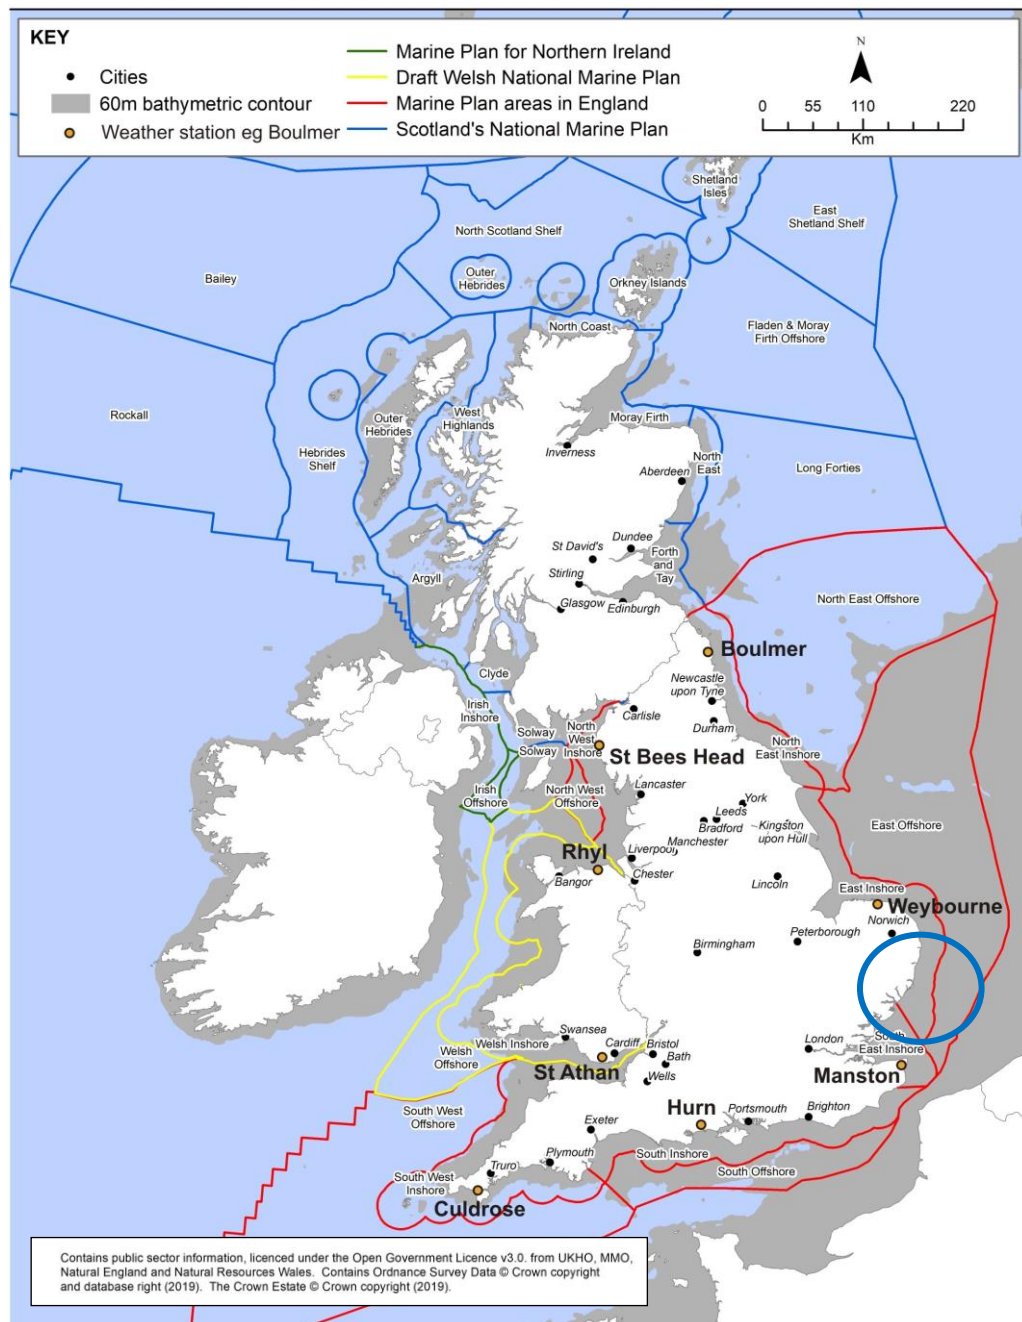 KEY
Cities
60m bathymetric contour
Weather station eg Boulmer
Marine Plan for Northern Ireland
Draft Welsh National Marine Plan
Marine Plan areas in England
Scotland's National Marine Plan
N
0 55 110 220
Km
Shetland
Isles
East
Shetland Shelf
North Scotland Shelf
Bailey
Outer
Hebrides
Orkney Islands
North Coast
Fladen & Moray
Firth Offshore
Rockall
Outer
Hebrides
West
Highlands
Moray Firth
Hebrides
Shelf
Inverness
North
East
Long Forties
Aberdeen
Dundee
St David's
Forth
and
Tay
Stirling
Argyll
Glasgow
Edinburgh
North East Offshore
Boulmer
Clyde
Newcastle
upon Tyne
Irish
Inshore
Carlisle
Durham
Solway
Solway
North
West
Inshore
St Bees Head
North
East Inshore
Irish
Offshore
North West
Offshore
Lancaster
York
Leeds
Bradford
Kingston
upon Hull
East Offshore
Manchester
Liverpool
Rhyl
Chester
Bangor
Lincoln
East Inshore
Weybourne
Norwich
Peterborough
Birmingham
Swansea
Welsh Inshore
Cardiff
Bristol
London
South
East Inshore
Welsh
Offshore
St Athan
Bath
Wells
Manston
South West
Offshore
Hurn
Portsmouth
Brighton
Exeter
South Inshore
Plymouth
South Offshore
Truro
South West
Inshore
Culdrose
Contains public sector information, licenced under the Open Government Licence v3.0. from UKHO, MMO,
Natural England and Natural Resources Wales. Contains Ordnance Survey Data © Crown copyright
and database right (2019). The Crown Estate © Crown copyright (2019).